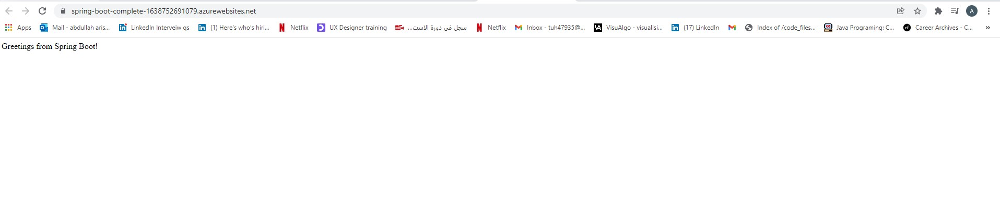 spring-boot-complete-1638752691079.azurewebsites.net
A
Apps Mail - abdullah aris... LinkedIn Interveiw qs (1) Here's who's hiri... Netflix UX Designer training سجل في دورة الاست... Netflix Inbox - tuh47935@... VisuAlgo - visualisi... (17) LinkedIn Index of /code_files... Java Programing: C... Career Archives - C... »
Greetings from Spring Boot!